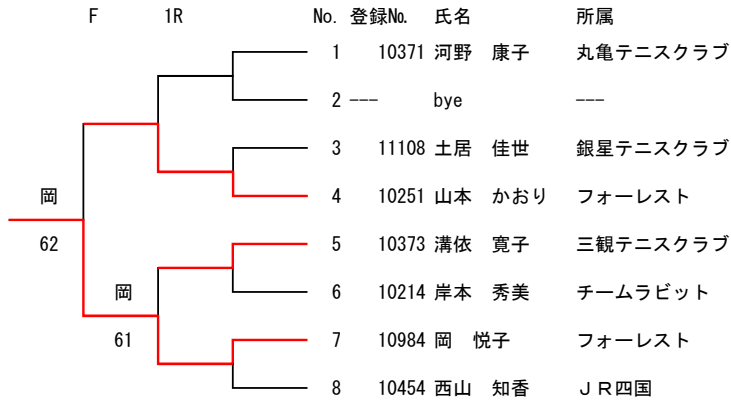 F 1R No. 登録№ 氏名 所属
1 10371 河野 康子 丸亀テニスクラブ
2 --- bye ---
3 11108 土居 佳世 銀星テニスクラブ
岡 4 10251 山本 かおり フォーレスト
62 5 10373 溝依 寛子 三観テニスクラブ
岡 6 10214 岸本 秀美 チームラビット
61 7 10984 岡 悦子 フォーレスト
8 10454 西山 知香 ＪＲ四国